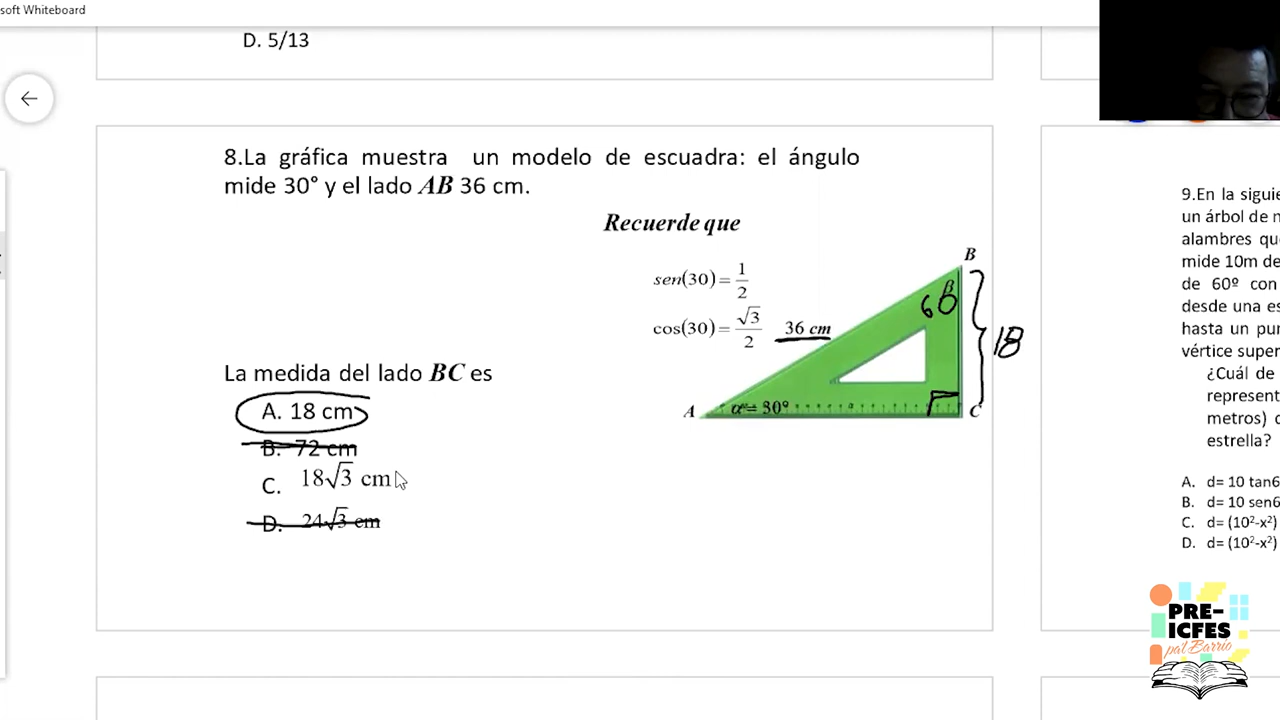 soft Whiteboard
D. 5/13
8.La gráfica muestra un modelo de escuadra: el ángulo
mide 30° y el lado AB 36 cm.
Recuerde que
sen(30) = 1/2
cos(30) = √3/2
36 cm
B
β
60
18
A
α = 30°
C
La medida del lado BC es
A. 18 cm
B. 72 cm
C. 18√3 cm
D. 24√3 cm
9.En la siguie
un árbol de m
alambres que
mide 10m de
de 60º con
desde una es
hasta un pun
vértice super
¿Cuál de
represent
metros) d
estrella?
A. d= 10 tan6
B. d= 10 sen6
C. d= (10²-x²)
D. d= (10²-x²)
PRE-
ICFES
pa'l Barrio